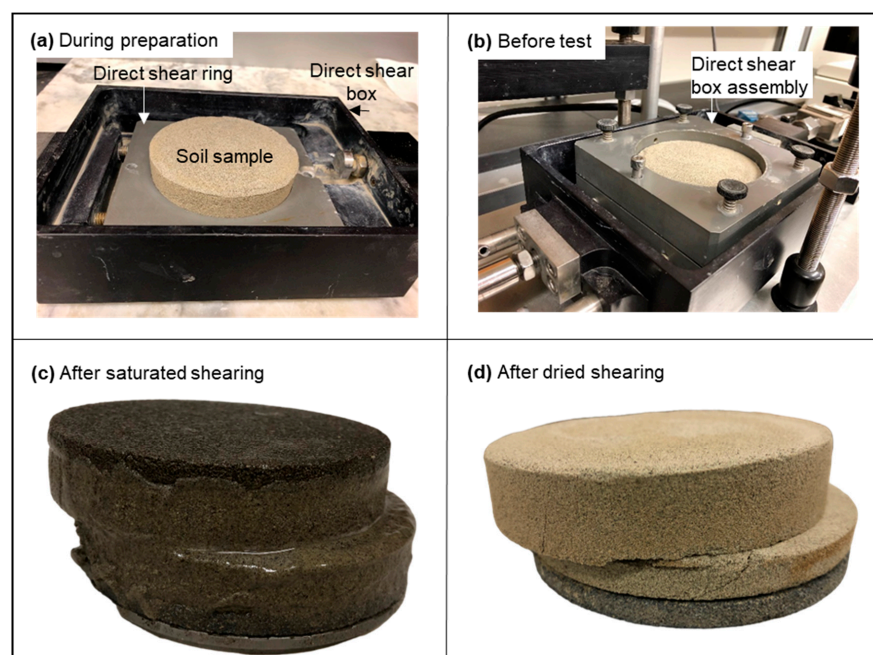 (a) During preparation
Direct shear ring
Direct shear
box
Soil sample
(b) Before test
Direct shear
box assembly
(c) After saturated shearing
(d) After dried shearing